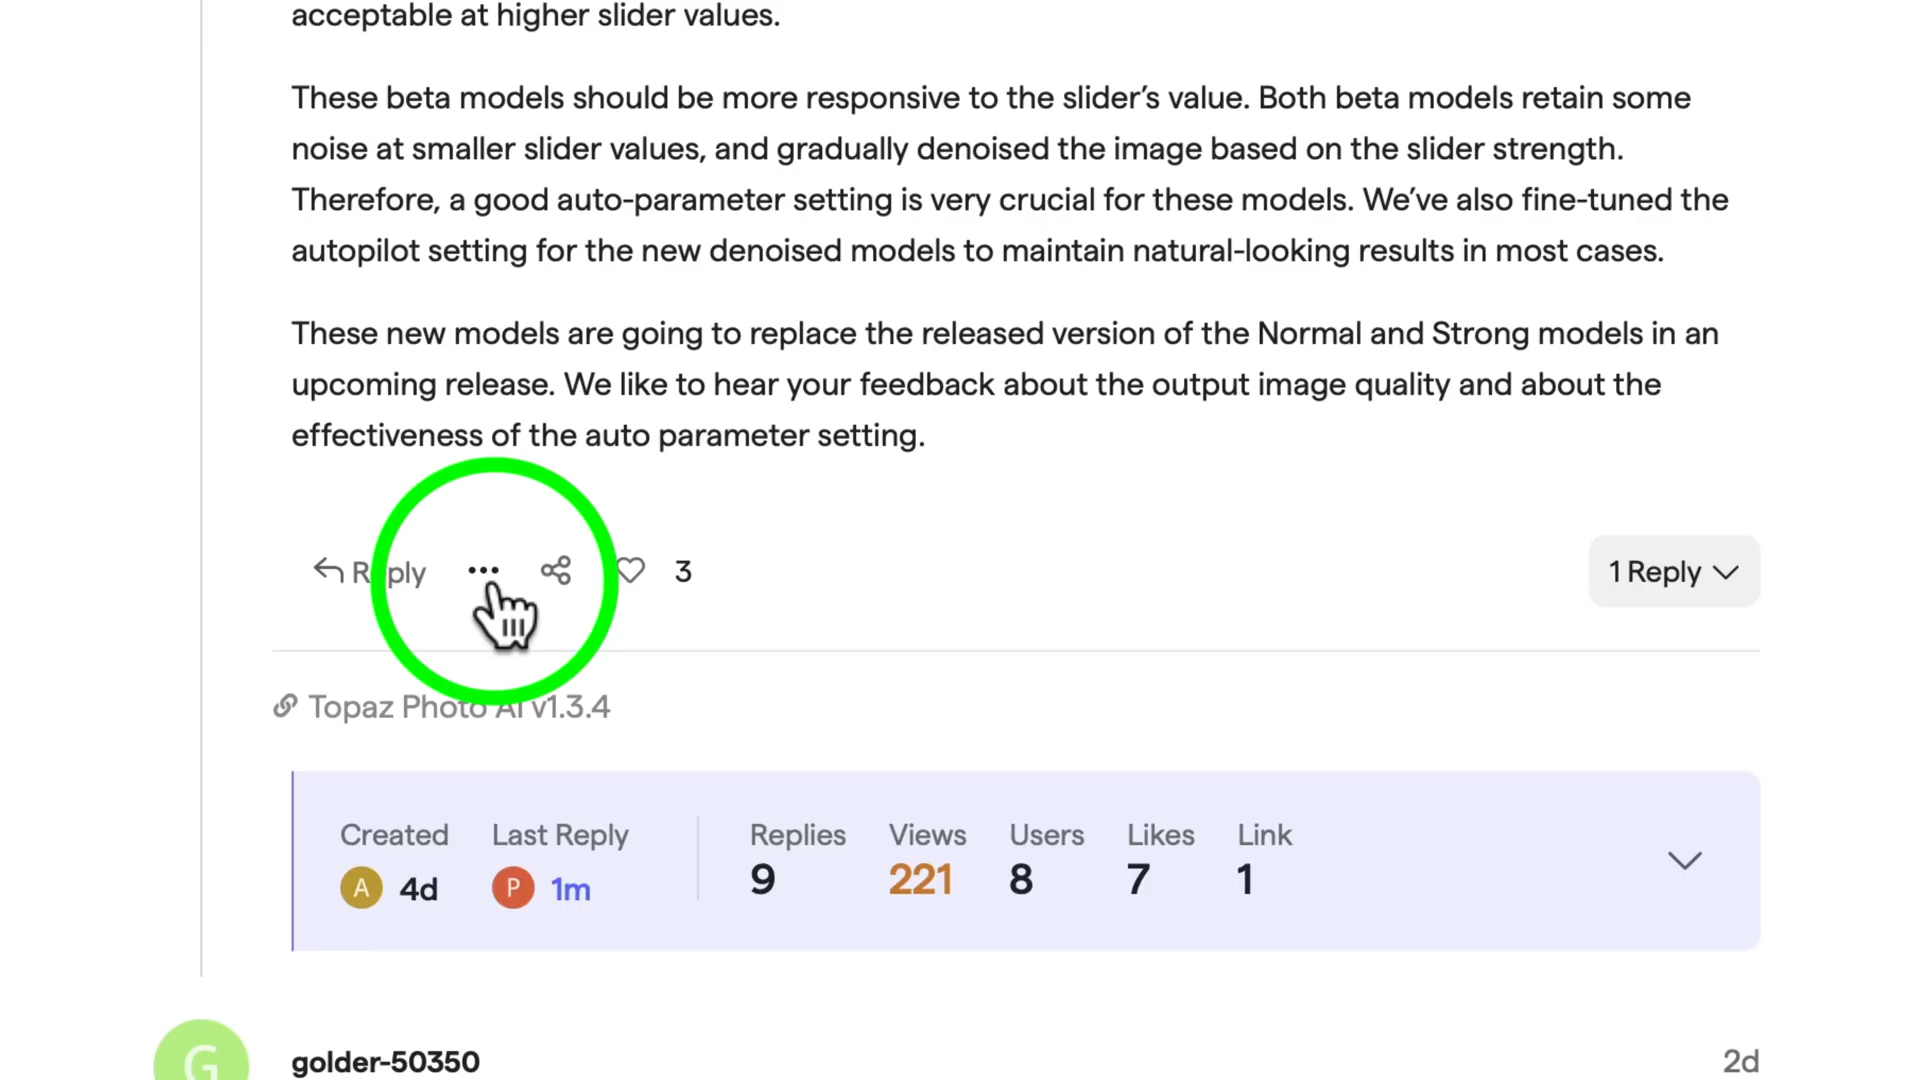 acceptable at higher slider values.
These beta models should be more responsive to the slider’s value. Both beta models retain some
noise at smaller slider values, and gradually denoised the image based on the slider strength.
Therefore, a good auto-parameter setting is very crucial for these models. We’ve also fine-tuned the
autopilot setting for the new denoised models to maintain natural-looking results in most cases.
These new models are going to replace the released version of the Normal and Strong models in an
upcoming release. We like to hear your feedback about the output image quality and about the
effectiveness of the auto parameter setting.
Reply 3 1 Reply
Topaz Photo AI v1.3.4
Created Last Reply Replies Views Users Likes Link
A 4d P 1m 9 221 8 7 1
G golder-50350 2d